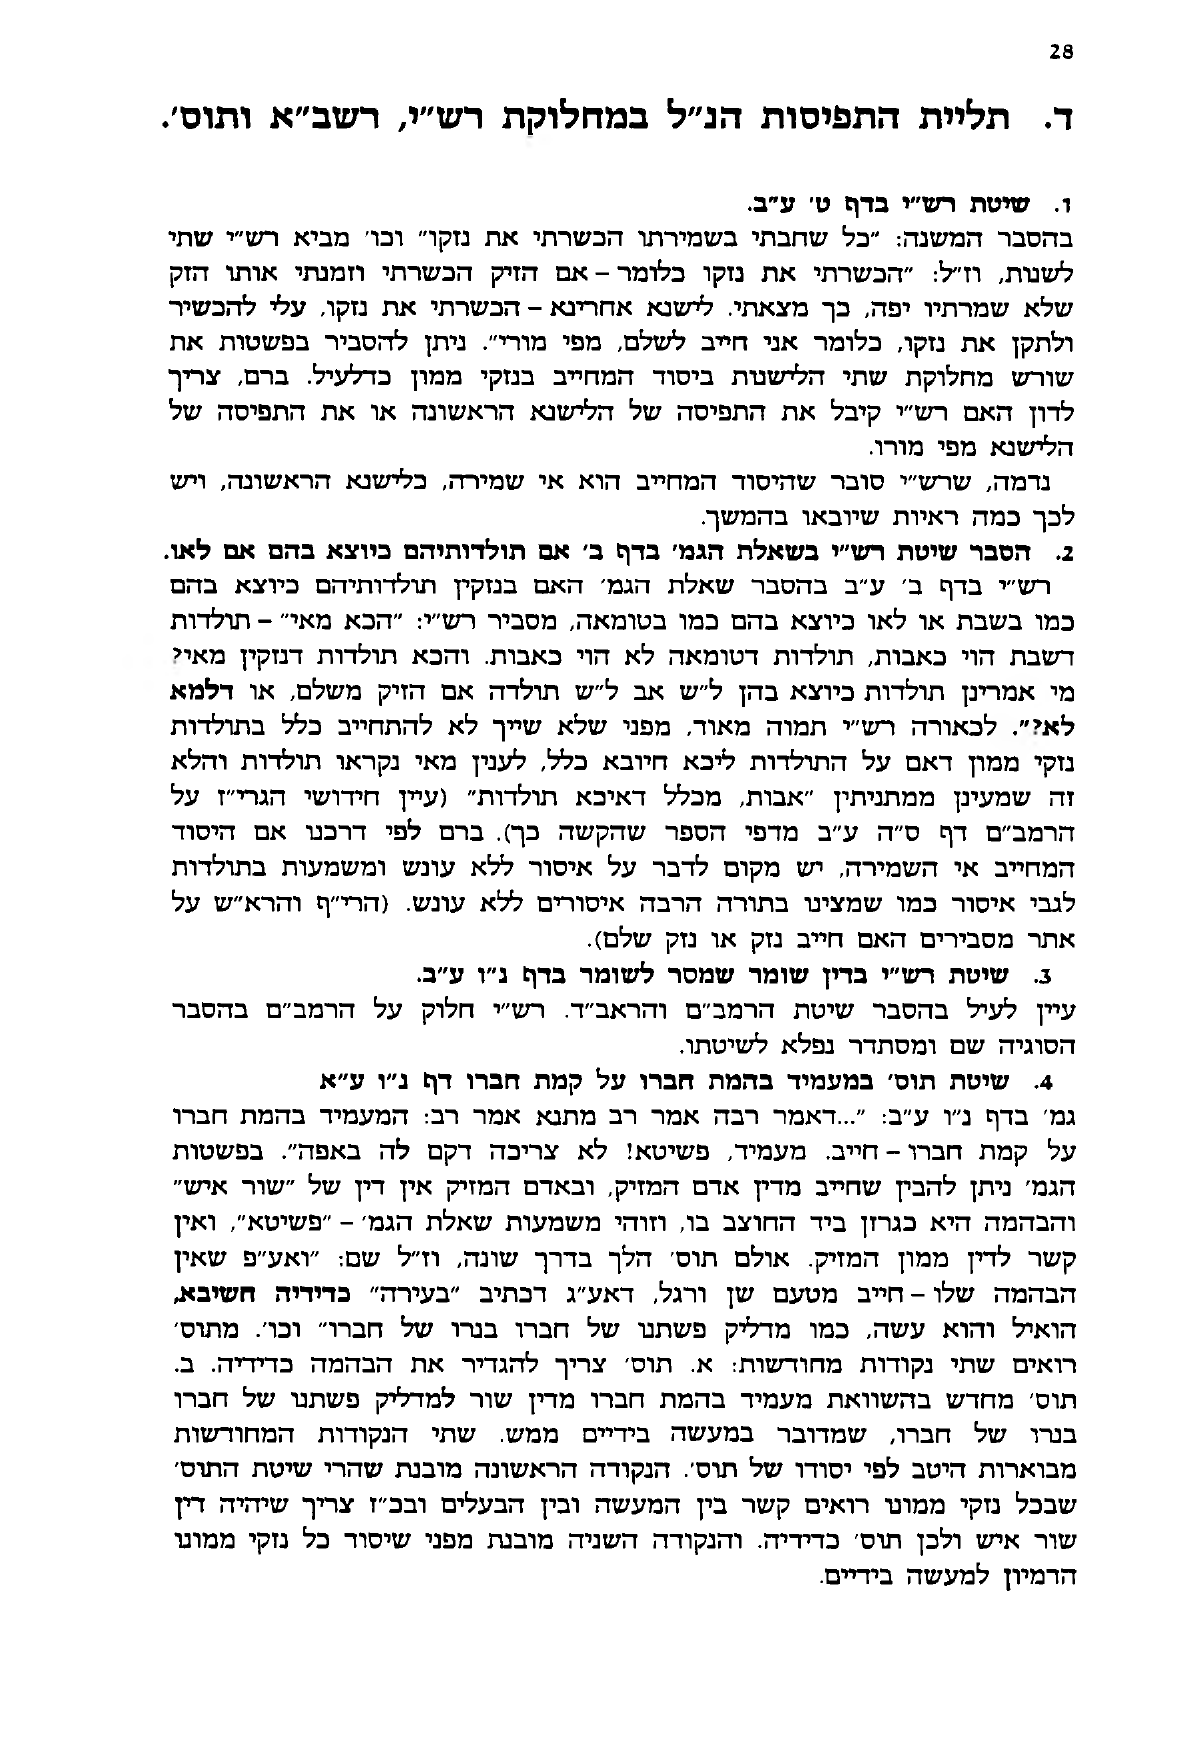 28
ד. תליית התפיסות הנ"ל במחלוקת רש"י, רשב"א ותוס'.
1. שיטת רש"י בדף ט' ע"ב.
בהסבר המשנה: "כל שחבתי בשמירתו הכשרתי את נזקו" וכו' מביא רש"י שתי
לשנות, וז"ל: "הכשרתי את נזקו כלומר – אם הזיק הכשרתי וזמנתי אותו הזק
שלא שמרתיו יפה, כך מצאתי. לישנא אחרינא – הכשרתי את נזקו, עלי להכשיר
ולתקן את נזקו, כלומר אני חייב לשלם, מפי מורי". ניתן להסביר בפשטות את
שורש מחלוקת שתי הלישנות ביסוד המחייב בנזקי ממון כדלעיל. ברם, צריך
לדון האם רש"י קיבל את התפיסה של הלישנא הראשונה או את התפיסה של
הלישנא מפי מורו.
נדמה, שרש"י סובר שהיסוד המחייב הוא אי שמירה, כלישנא הראשונה, ויש
לכך כמה ראיות שיובאו בהמשך.
2. הסבר שיטת רש"י בשאלת הגמ' בדף ב' אם תולדותיהם כיוצא בהם אם לאו.
רש"י בדף ב' ע"ב בהסבר שאלת הגמ' האם בנזקין תולדותיהם כיוצא בהם
כמו בשבת או לאו כיוצא בהם כמו בטומאה, מסביר רש"י: "הכא מאי" – תולדות
דשבת הוי כאבות, תולדות דטומאה לא הוי כאבות. והכא תולדות דנזקין מאי?
מי אמרינן תולדות כיוצא בהן ל"ש אב ל"ש תולדה אם הזיק משלם, או דלמא
לא?". לכאורה רש"י תמוה מאוד, מפני שלא שייך לא להתחייב כלל בתולדות
נזקי ממון דאם על התולדות ליכא חיובא כלל, לענין מאי נקראו תולדות והלא
זה שמעינן ממתניתין "אבות, מכלל דאיכא תולדות" (עיין חידושי הגרי"ז על
הרמב"ם דף ס"ה ע"ב מדפי הספר שהקשה כך). ברם לפי דרכנו אם היסוד
המחייב אי השמירה, יש מקום לדבר על איסור ללא עונש ומשמעות בתולדות
לגבי איסור כמו שמצינו בתורה הרבה איסורים ללא עונש. (הרי"ף והרא"ש על
אתר מסבירים האם חייב נזק או נזק שלם).
3. שיטת רש"י בדין שומר שמסר לשומר בדף נ"ו ע"ב.
עיין לעיל בהסבר שיטת הרמב"ם והראב"ד. רש"י חלוק על הרמב"ם בהסבר
הסוגיה שם ומסתדר נפלא לשיטתו.
4. שיטת תוס' במעמיד בהמת חברו על קמת חברו דף נ"ו ע"א
גמ' בדף נ"ו ע"ב: "...דאמר רבה אמר רב מתנא אמר רב: המעמיד בהמת חברו
על קמת חברו – חייב. מעמיד, פשיטא! לא צריכה דקם לה באפה". בפשטות
הגמ' ניתן להבין שחייב מדין אדם המזיק, ובאדם המזיק אין דין של "שור איש"
והבהמה היא כגרזן ביד החוצב בו, וזוהי משמעות שאלת הגמ' – "פשיטא", ואין
קשר לדין ממון המזיק. אולם תוס' הלך בדרך שונה, וז"ל שם: "ואע"פ שאין
הבהמה שלו – חייב מטעם שן ורגל, דאע"ג דכתיב "בעירה" כדידיה חשיבא,
הואיל והוא עשה, כמו מדליק פשתנו של חברו בנרו של חברו" וכו'. מתוס'
רואים שתי נקודות מחודשות: א. תוס' צריך להגדיר את הבהמה כדידיה. ב.
תוס' מחדש בהשוואת מעמיד בהמת חברו מדין שור למדליק פשתנו של חברו
בנרו של חברו, שמדובר במעשה בידיים ממש. שתי הנקודות המחודשות
מבוארות היטב לפי יסודו של תוס'. הנקודה הראשונה מובנת שהרי שיטת התוס'
שבכל נזקי ממונו רואים קשר בין המעשה ובין הבעלים ובכ"ז צריך שיהיה דין
שור איש ולכן תוס' כדידיה. והנקודה השניה מובנת מפני שיסוד כל נזקי ממונו
הדמיון למעשה בידיים.